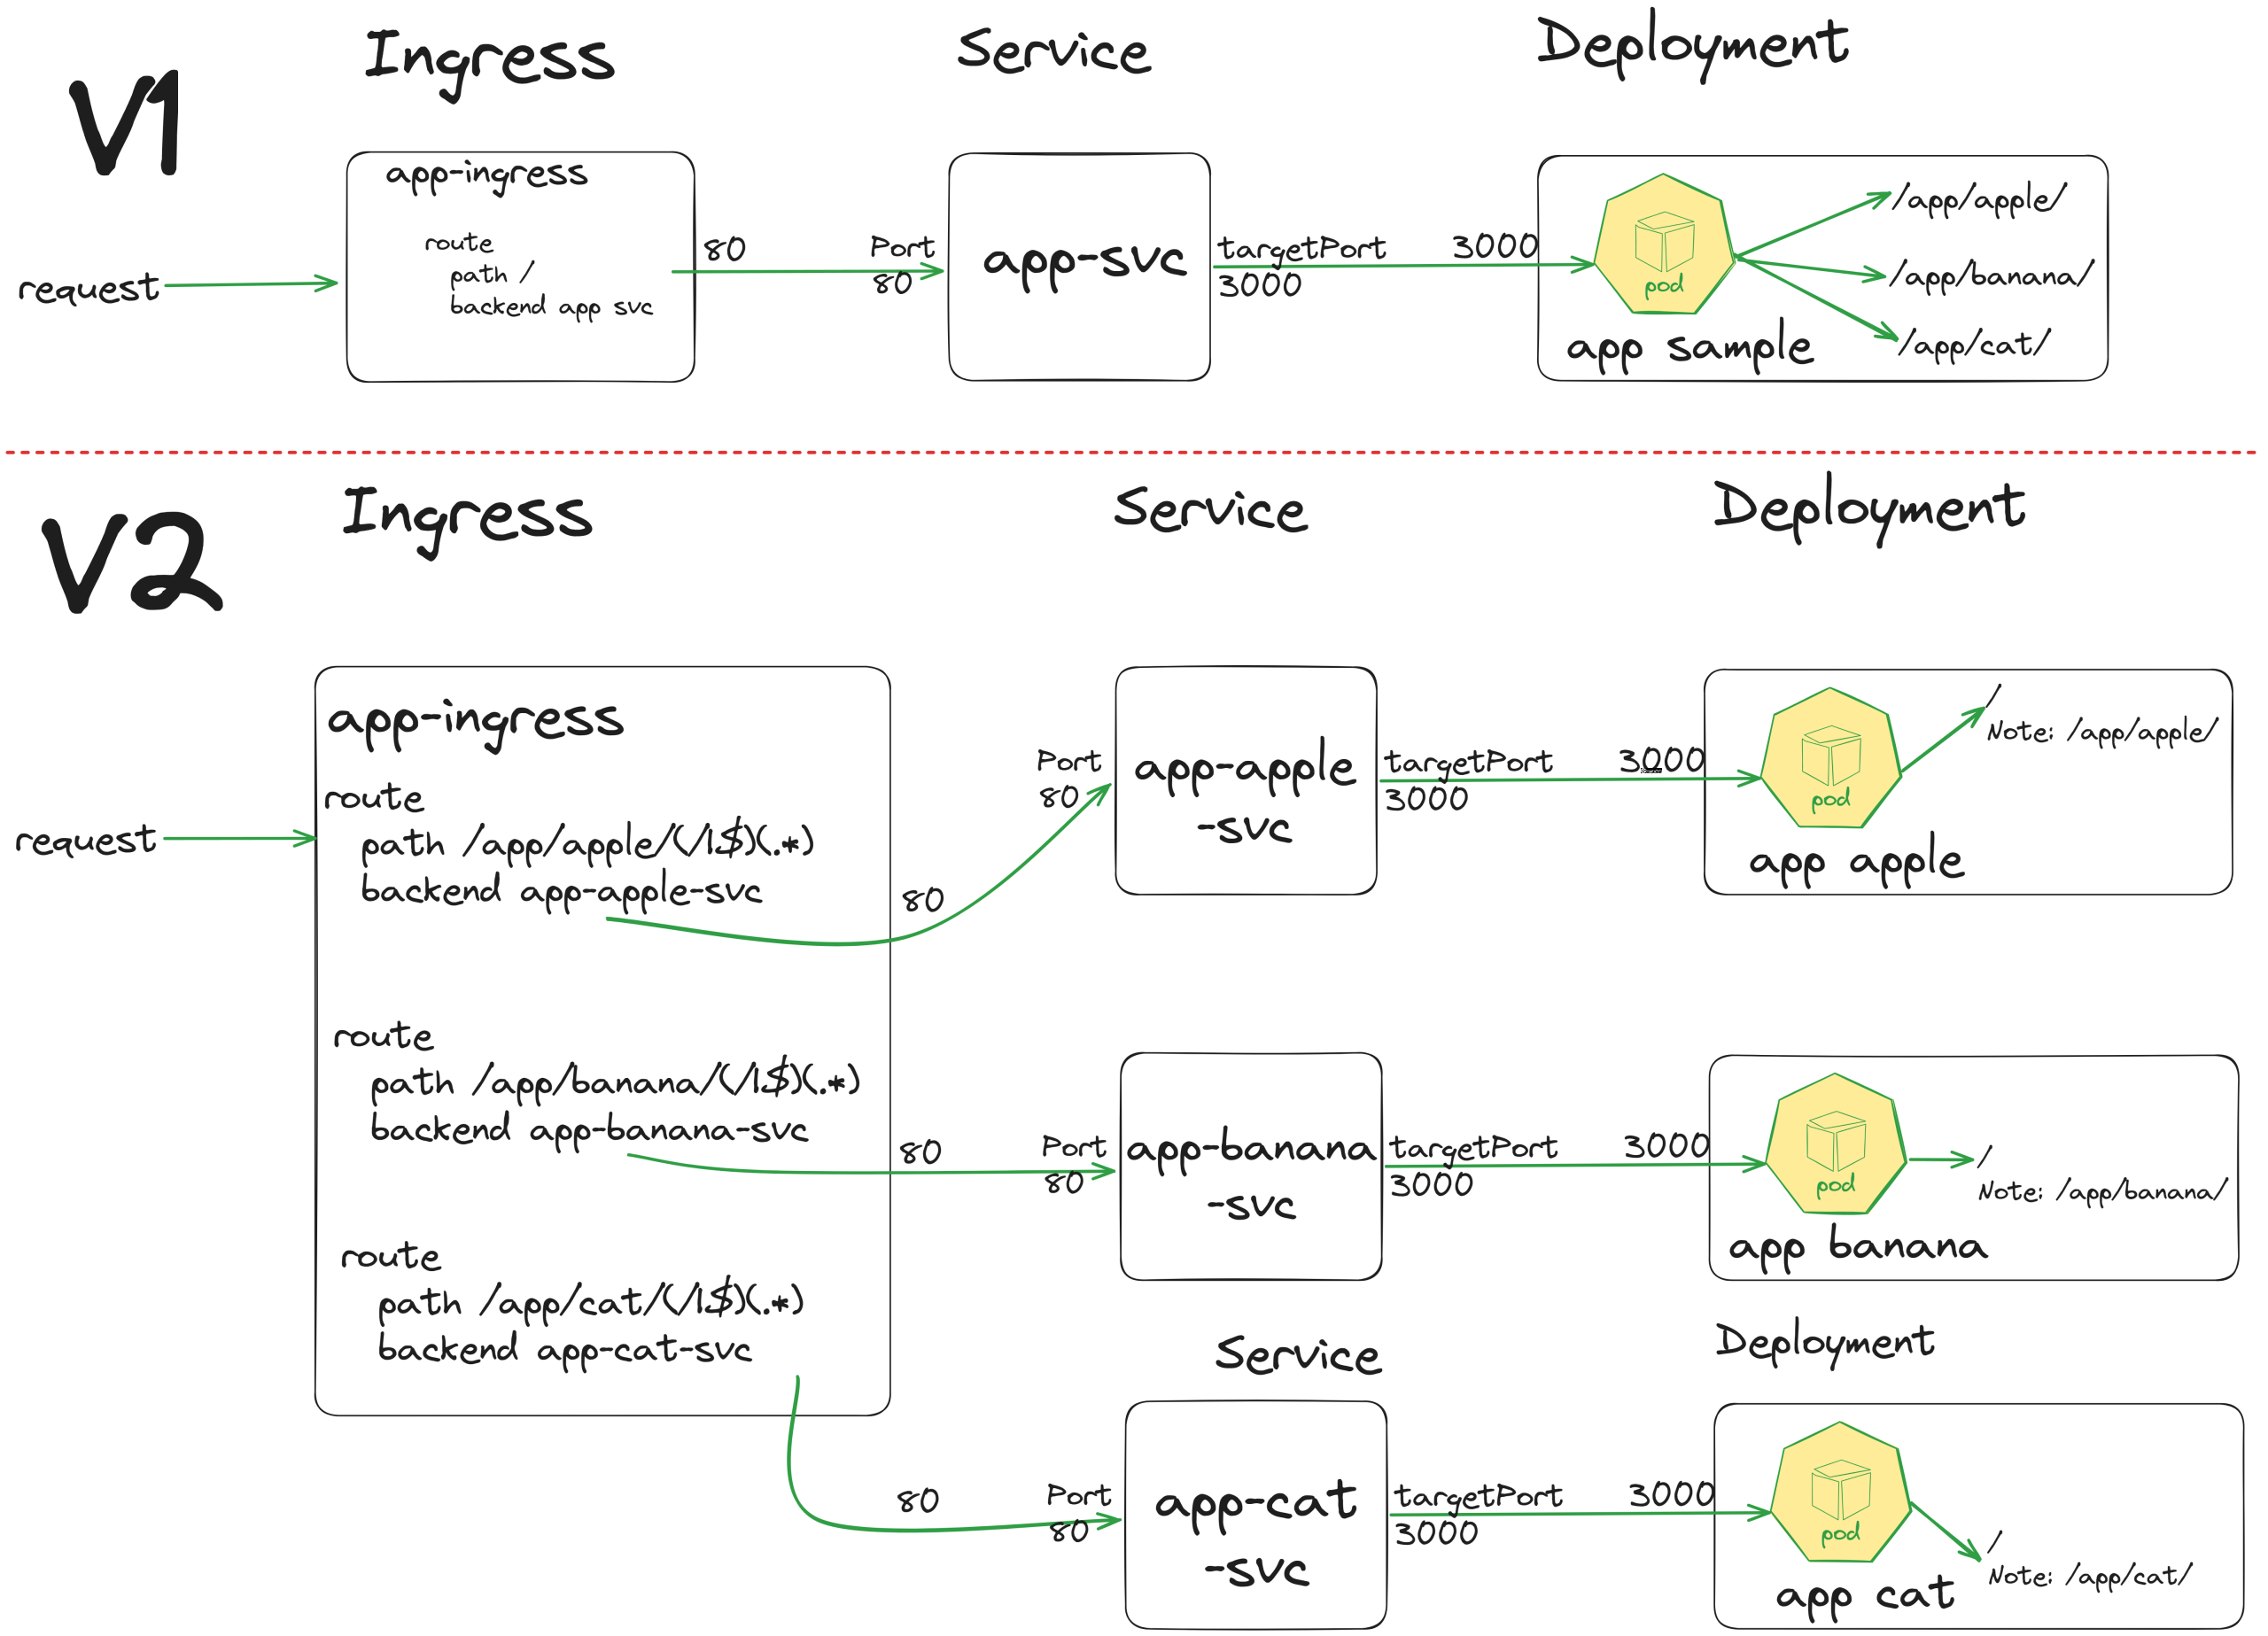 V1
Ingress
Service
Deployment
request
app-ingress
route
path /
backend app svc
80
Port
80
app-svc
targetPort
3000
3000
pod
app sample
/app/apple/
/app/banana/
/app/cat/
V2
Ingress
Service
Deployment
request
app-ingress
route
path /app/apple/(/|$)(.*)
backend app-apple-svc
80
Port
80
app-apple
-svc
targetPort
3000
3000
pod
app apple
/
Note: /app/apple/
route
path /app/banana/(/|$)(.*)
backend app-banana-svc
80
Port
80
app-banana
-svc
targetPort
3000
3000
pod
app banana
/
Note: /app/banana/
route
path /app/cat/(/|$)(.*)
backend app-cat-svc
Service
Deployment
80
Port
80
app-cat
-svc
targetPort
3000
3000
pod
app cat
/
Note: /app/cat/